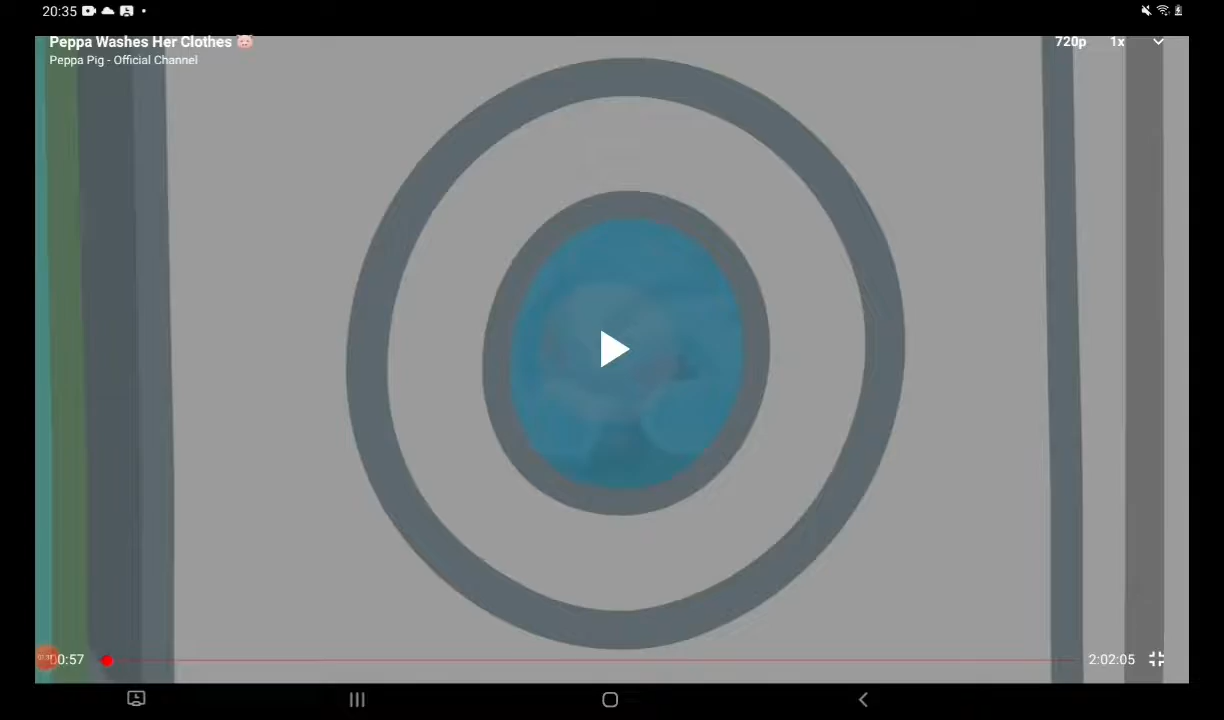 20:35
Peppa Washes Her Clothes 🐷
720p 1x
Peppa Pig - Official Channel
00:57
2:02:05